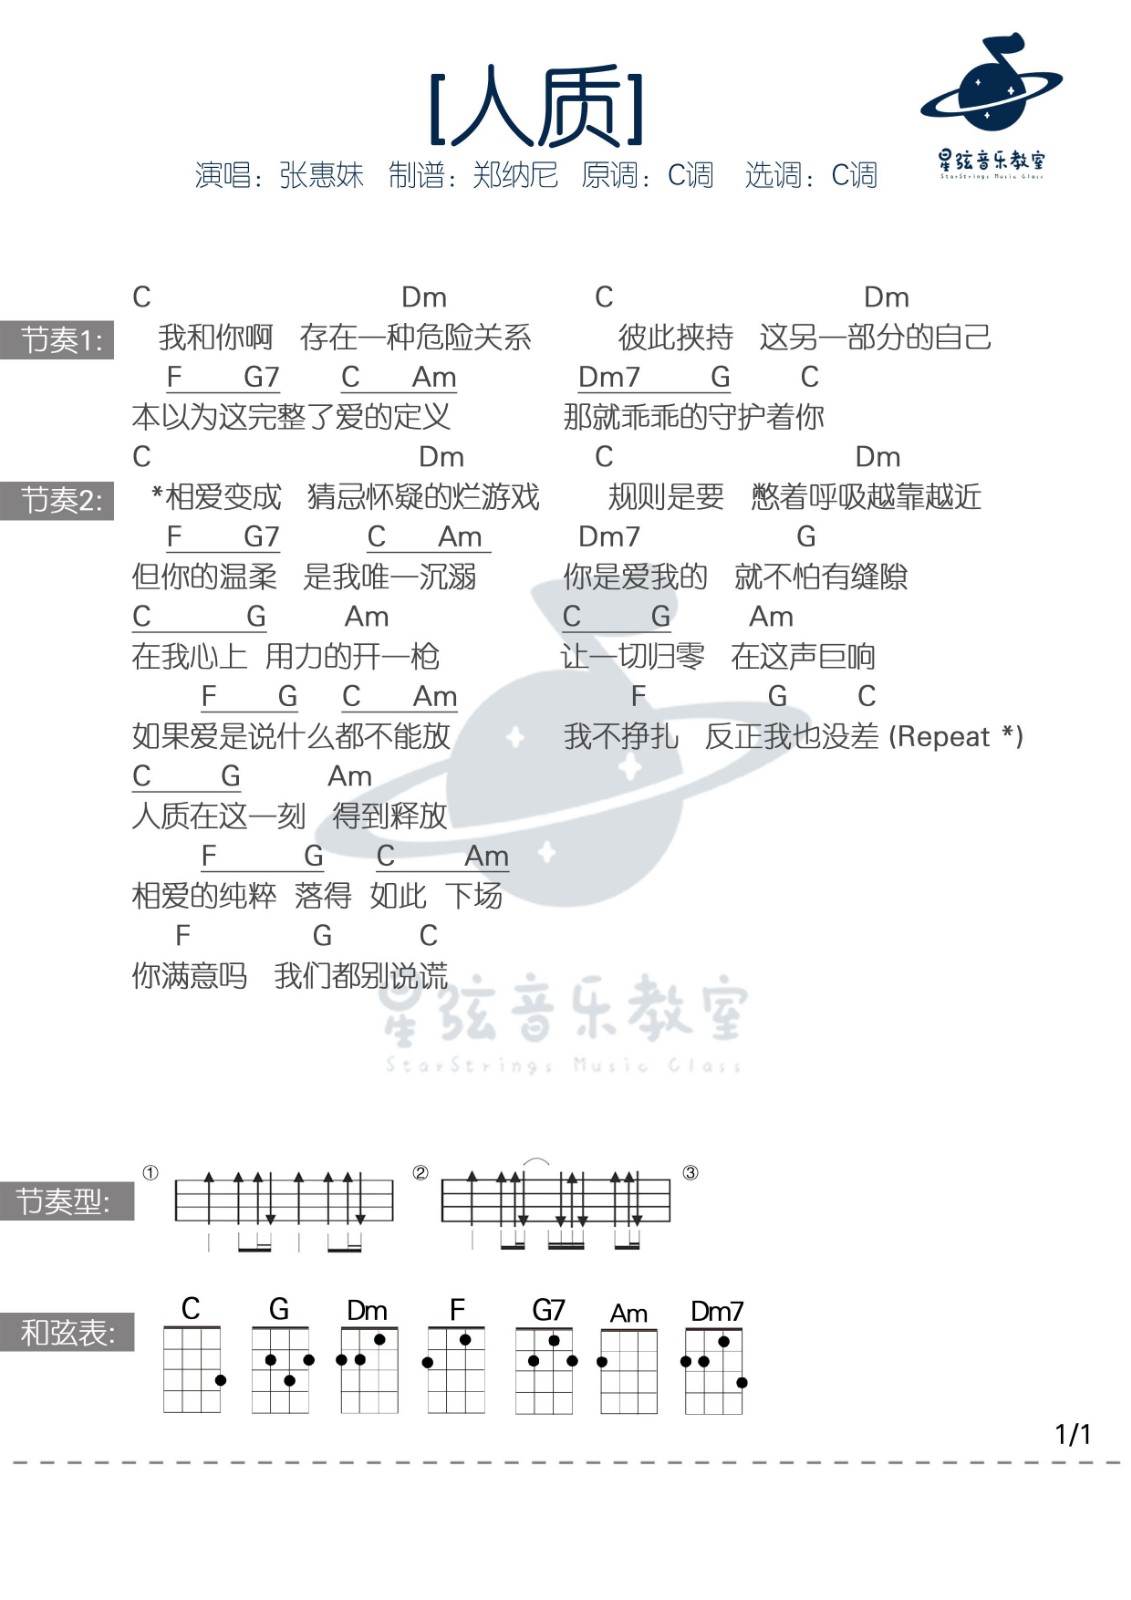 [人质]
演唱：张惠妹 制谱：郑纳尼 原调：C调 选调：C调
星弦音乐教室
StarStrings Music Class
C Dm C Dm
节奏1: 我和你啊 存在一种危险关系 彼此挟持 这另一部分的自己
F G7 C Am Dm7 G C
本以为这完整了爱的定义 那就乖乖的守护着你
C Dm C Dm
节奏2: *相爱变成 猜忌怀疑的烂游戏 规则是要 憋着呼吸越靠越近
F G7 C Am Dm7 G
但你的温柔 是我唯一沉溺 你是爱我的 就不怕有缝隙
C G Am C G Am
在我心上 用力的开一枪 让一切归零 在这声巨响
F G C Am F G C
如果爱是说什么都不能放 我不挣扎 反正我也没差 (Repeat *)
C G Am
人质在这一刻 得到释放
F G C Am
相爱的纯粹 落得 如此 下场
F G C
你满意吗 我们都别说谎
星弦音乐教室
StarStrings Music Class
节奏型: ① ② ③
C G Dm F G7 Am Dm7
和弦表:
1/1